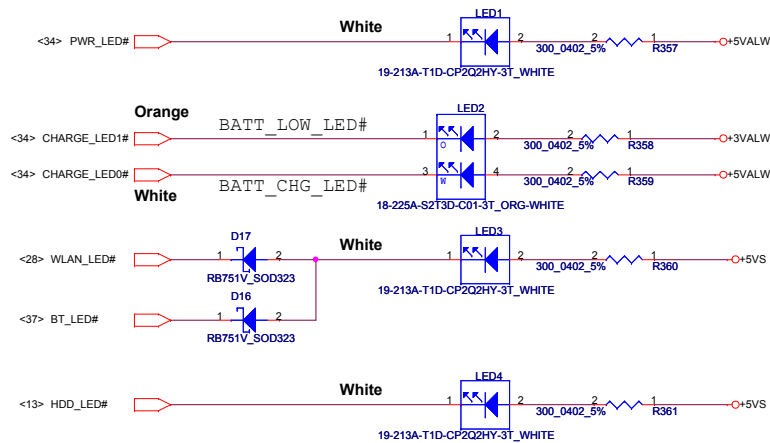 LED1
White
<34> PWR_LED#
1
2
2
1
+5VALW
300_0402_5%
R357
19-213A-T1D-CP2Q2HY-3T_WHITE
LED2
Orange
BATT_LOW_LED#
<34> CHARGE_LED1#
1
O
2
2
1
+3VALW
300_0402_5%
R358
<34> CHARGE_LED0#
3
W
4
2
1
+5VALW
BATT_CHG_LED#
300_0402_5%
R359
White
18-225A-S2T3D-C01-3T_ORG-WHITE
D17
White
LED3
<28> WLAN_LED#
1
2
1
2
2
1
+5VS
300_0402_5%
R360
RB751V_SOD323
19-213A-T1D-CP2Q2HY-3T_WHITE
D16
<37> BT_LED#
1
2
RB751V_SOD323
LED4
White
<13> HDD_LED#
1
2
2
1
+5VS
300_0402_5%
R361
19-213A-T1D-CP2Q2HY-3T_WHITE